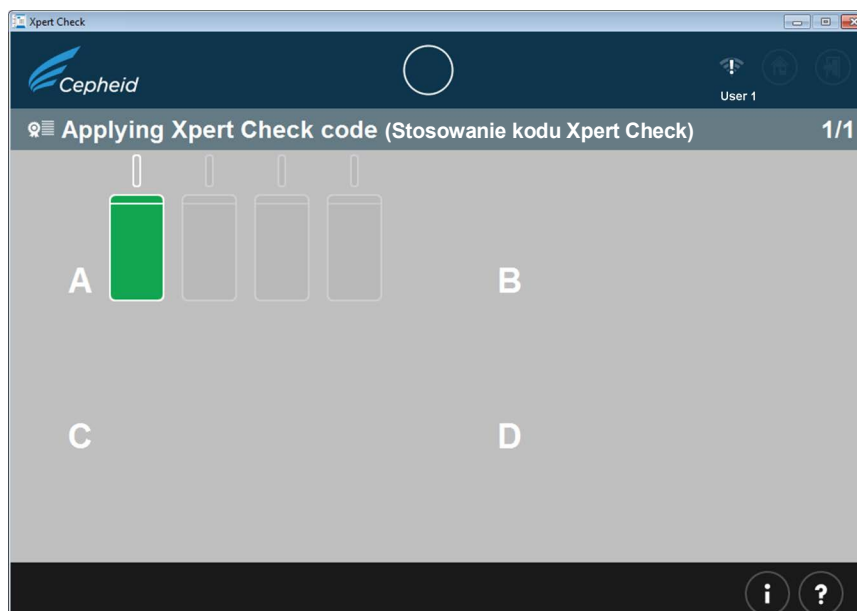 Xpert Check
Cepheid
User 1
Applying Xpert Check code (Stosowanie kodu Xpert Check) 1/1
A B
C D
i ?